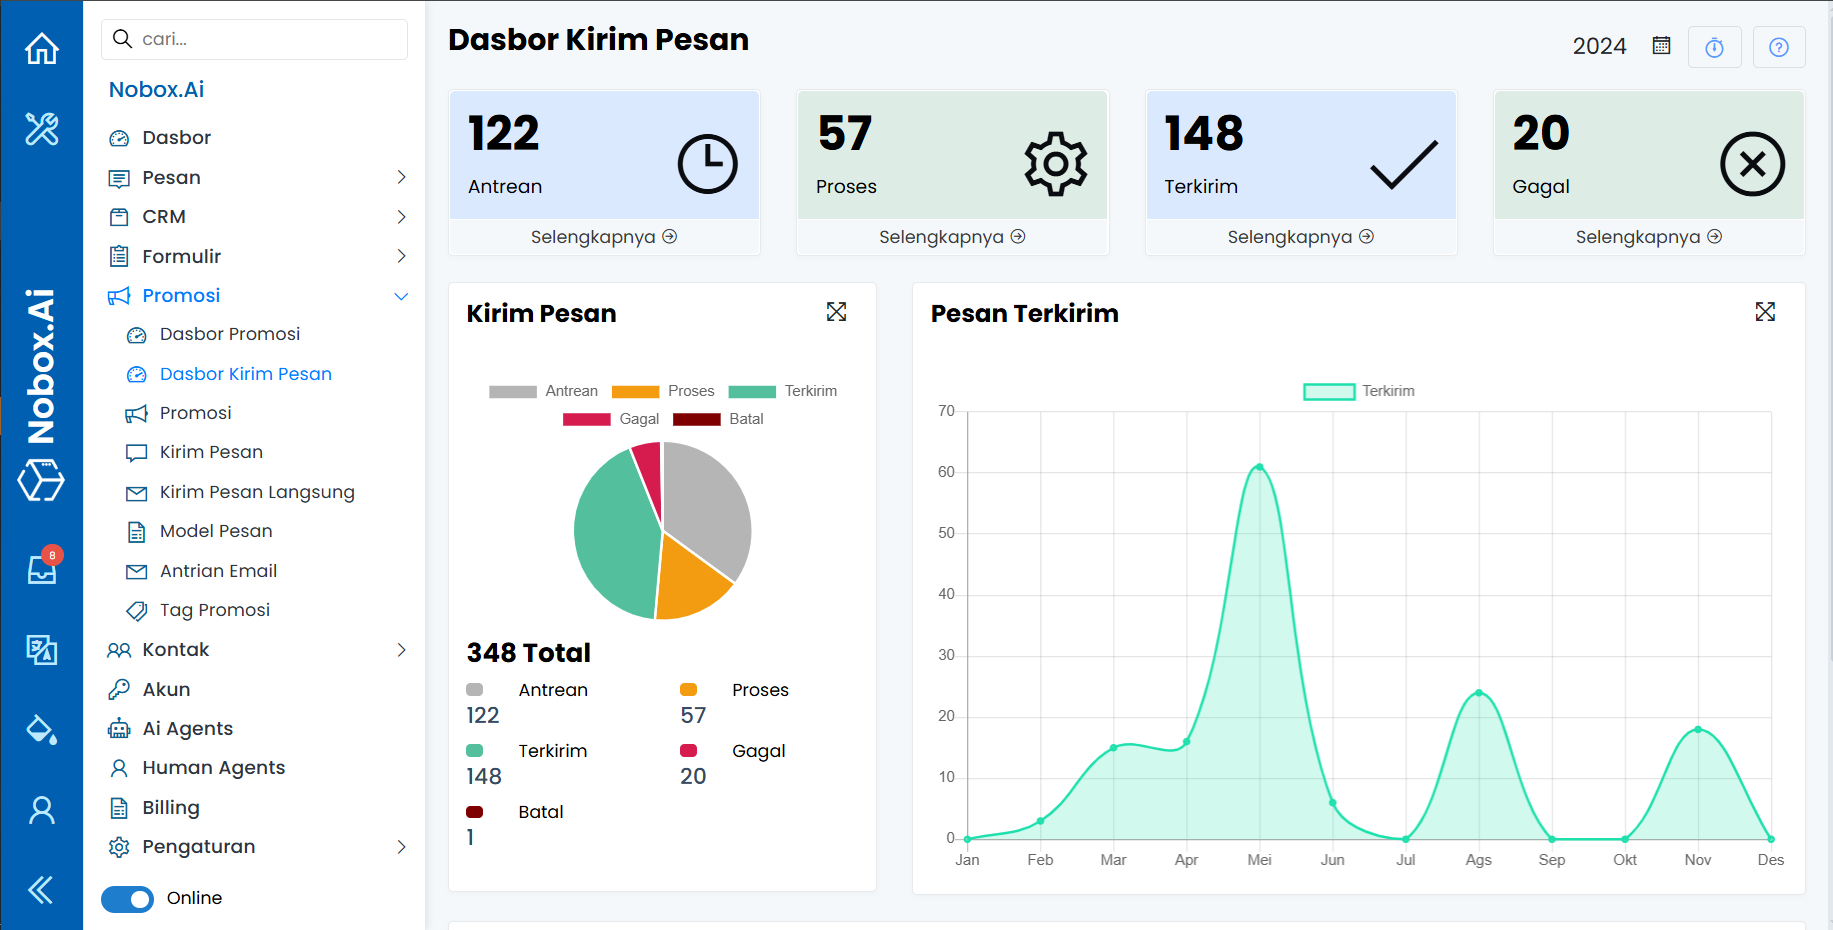 Nobox.Ai
8
cari...
Nobox.Ai
Dasbor
Pesan
CRM
Formulir
Promosi
Dasbor Promosi
Dasbor Kirim Pesan
Promosi
Kirim Pesan
Kirim Pesan Langsung
Model Pesan
Antrian Email
Tag Promosi
Kontak
Akun
Ai Agents
Human Agents
Billing
Pengaturan
Online
Dasbor Kirim Pesan
2024
122
Antrean
Selengkapnya
57
Proses
Selengkapnya
148
Terkirim
Selengkapnya
20
Gagal
Selengkapnya
Kirim Pesan
Antrean Proses Terkirim
Gagal Batal
348 Total
Antrean Proses
122 57
Terkirim Gagal
148 20
Batal
1
Pesan Terkirim
Terkirim
70
60
50
40
30
20
10
0
Jan Feb Mar Apr Mei Jun Jul Ags Sep Okt Nov Des